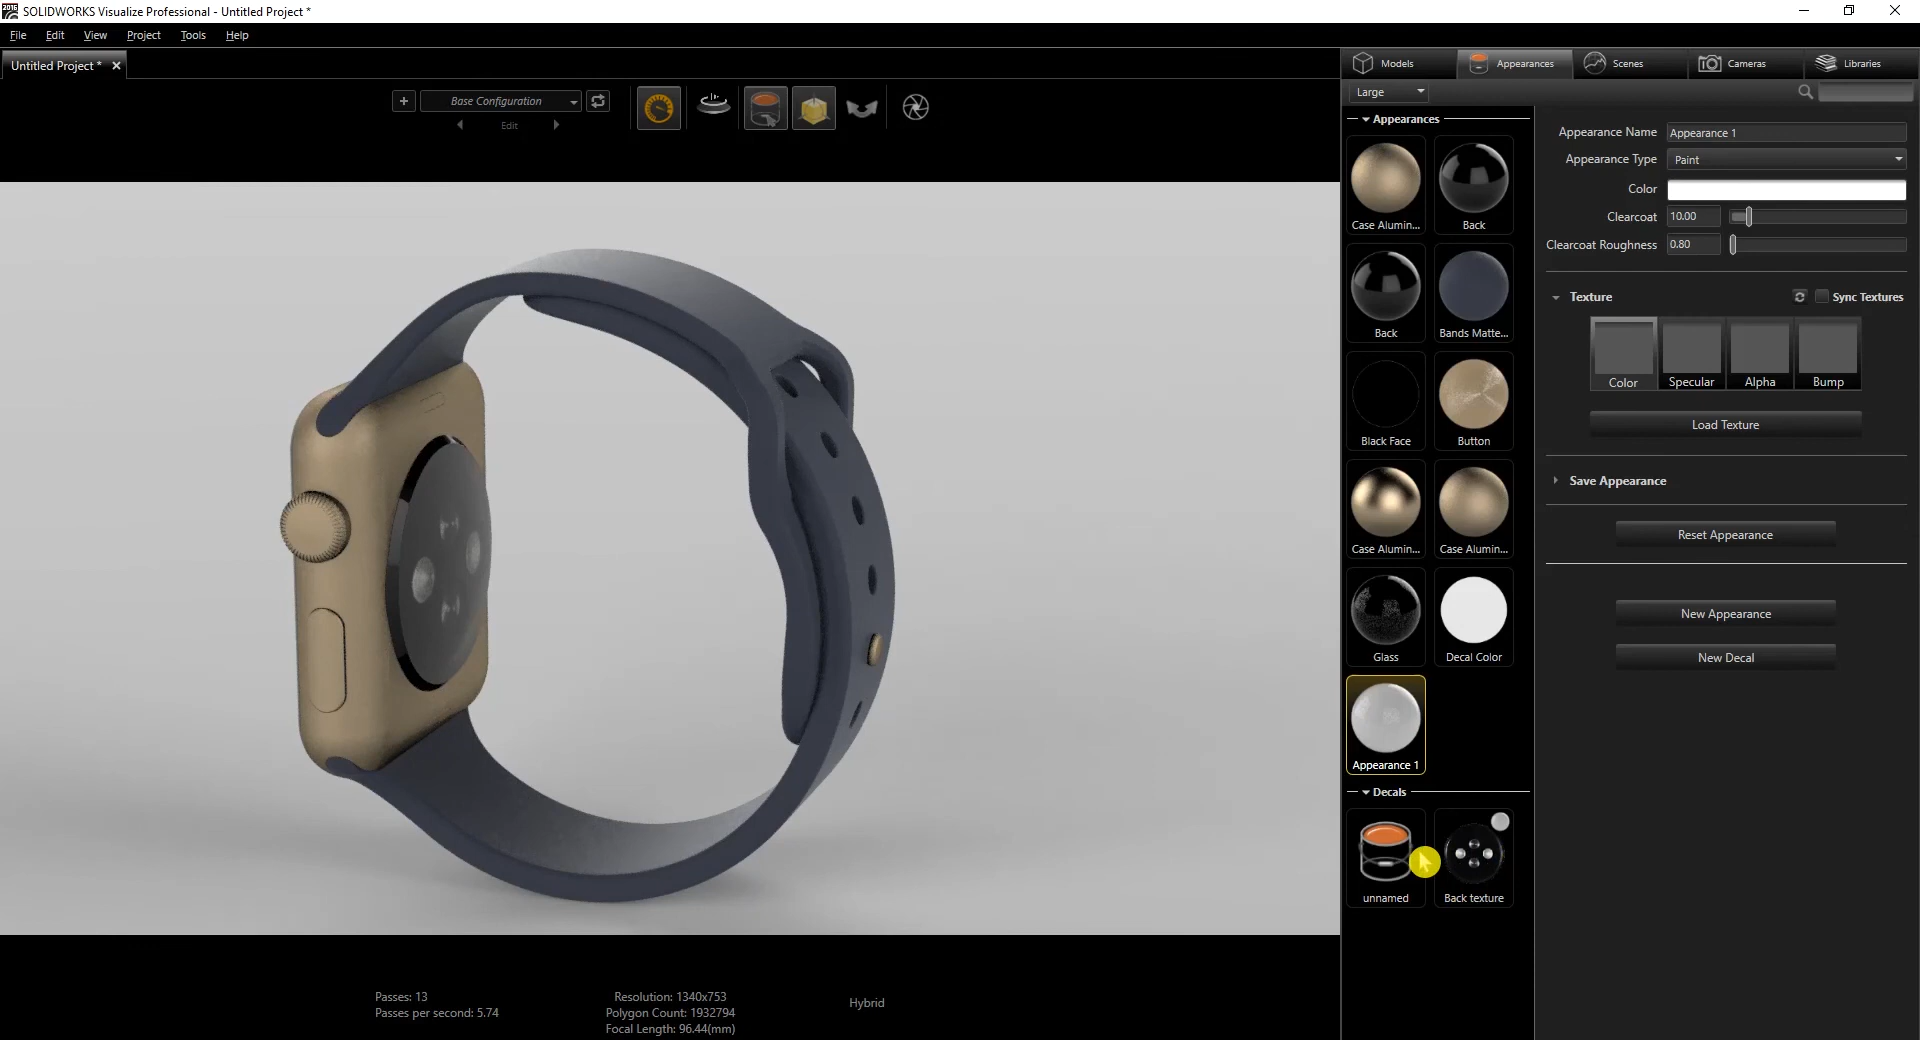 2016 SOLIDWORKS Visualize Professional - Untitled Project *
File Edit View Project Tools Help
Untitled Project *
Base Configuration
Edit
Models Appearances Scenes Cameras Libraries
Large
Appearances
Case Alumin... Back
Back Bands Matte...
Black Face Button
Case Alumin... Case Alumin...
Glass Decal Color
Appearance 1
Decals
unnamed Back texture
Appearance Name Appearance 1
Appearance Type Paint
Color
Clearcoat 10.00
Clearcoat Roughness 0.80
Texture Sync Textures
Color Specular Alpha Bump
Load Texture
Save Appearance
Reset Appearance
New Appearance
New Decal
Passes: 13
Passes per second: 5.74
Resolution: 1340x753
Polygon Count: 1932794
Focal Length: 96.44(mm)
Hybrid